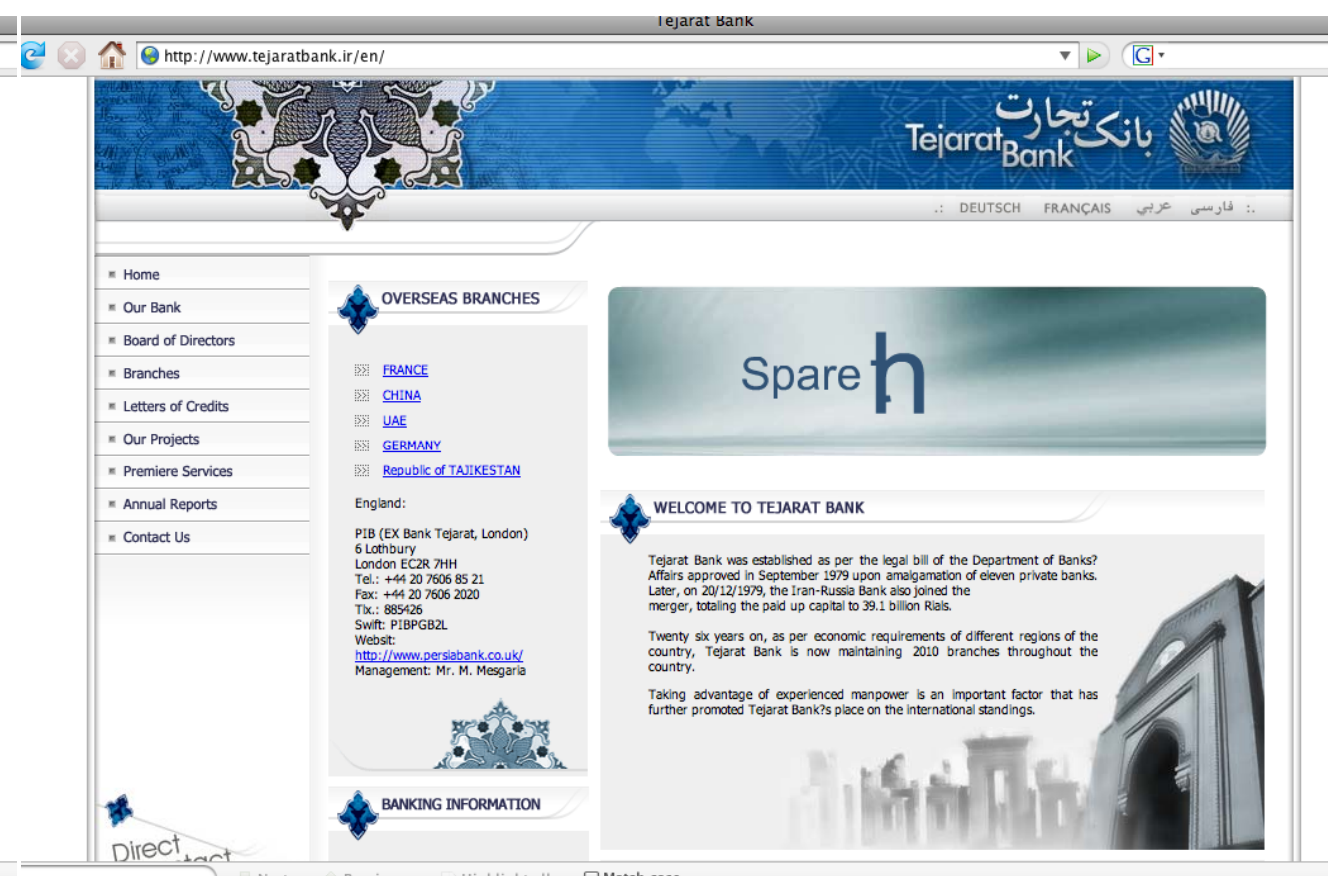 Tejarat Bank
http://www.tejaratbank.ir/en/
G
بانک تجارت
Tejarat
Bank
.: DEUTSCH FRANÇAIS عربي فارسی :.
Home
Our Bank
Board of Directors
Branches
Letters of Credits
Our Projects
Premiere Services
Annual Reports
Contact Us
OVERSEAS BRANCHES
FRANCE
CHINA
UAE
GERMANY
Republic of TAJIKESTAN
England:
PIB (EX Bank Tejarat, London)
6 Lothbury
London EC2R 7HH
Tel.: +44 20 7606 85 21
Fax: +44 20 7606 2020
Tlx.: 885426
Swift: PIBPGB2L
Websit:
http://www.persiabank.co.uk/
Management: Mr. M. Mesgaria
BANKING INFORMATION
Spare
WELCOME TO TEJARAT BANK
Tejarat Bank was established as per the legal bill of the Department of Banks?
Affairs approved in September 1979 upon amalgamation of eleven private banks.
Later, on 20/12/1979, the Iran-Russia Bank also joined the
merger, totaling the paid up capital to 39.1 billion Rials.
Twenty six years on, as per economic requirements of different regions of the
country, Tejarat Bank is now maintaining 2010 branches throughout the
country.
Taking advantage of experienced manpower is an important factor that has
further promoted Tejarat Bank?s place on the international standings.
Direct